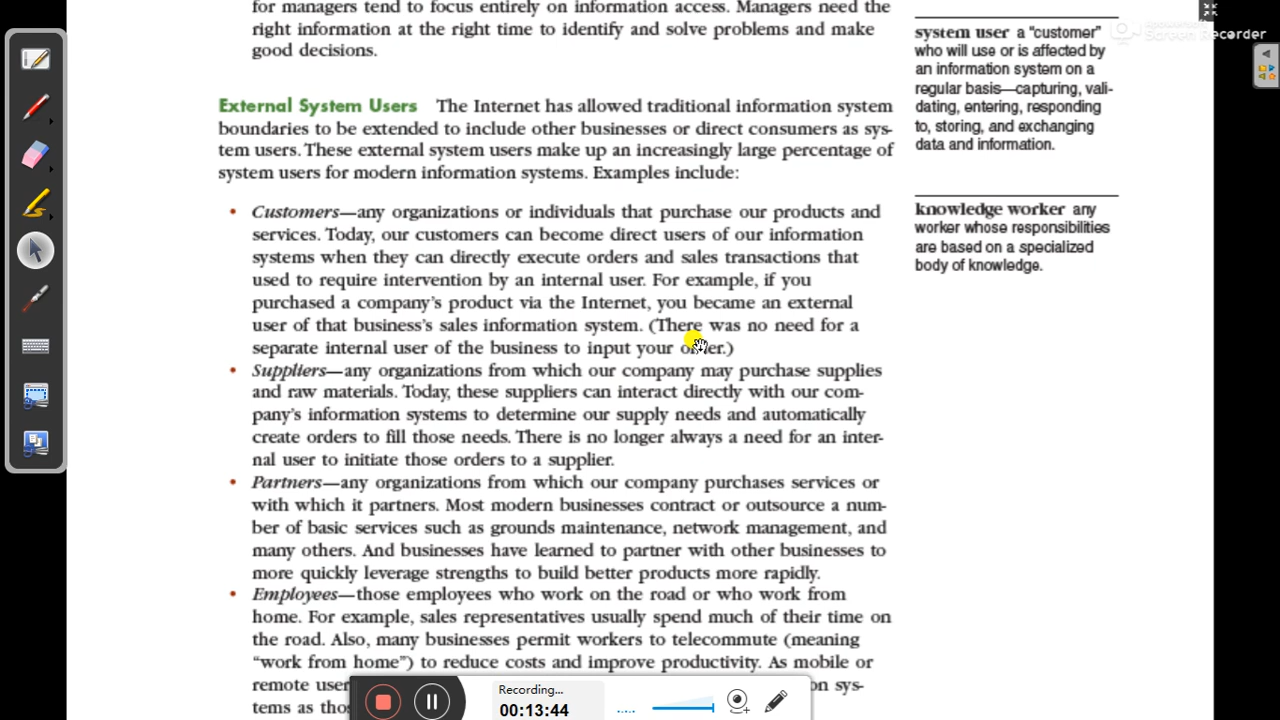 for managers tend to focus entirely on information access. Managers need the
right information at the right time to identify and solve problems and make
good decisions.
External System Users The Internet has allowed traditional information system
boundaries to be extended to include other businesses or direct consumers as sys-
tem users. These external system users make up an increasingly large percentage of
system users for modern information systems. Examples include:
• Customers—any organizations or individuals that purchase our products and
services. Today, our customers can become direct users of our information
systems when they can directly execute orders and sales transactions that
used to require intervention by an internal user. For example, if you
purchased a company's product via the Internet, you became an external
user of that business's sales information system. (There was no need for a
separate internal user of the business to input your order.)
• Suppliers—any organizations from which our company may purchase supplies
and raw materials. Today, these suppliers can interact directly with our com-
pany's information systems to determine our supply needs and automatically
create orders to fill those needs. There is no longer always a need for an inter-
nal user to initiate those orders to a supplier.
• Partners—any organizations from which our company purchases services or
with which it partners. Most modern businesses contract or outsource a num-
ber of basic services such as grounds maintenance, network management, and
many others. And businesses have learned to partner with other businesses to
more quickly leverage strengths to build better products more rapidly.
• Employees—those employees who work on the road or who work from
home. For example, sales representatives usually spend much of their time on
the road. Also, many businesses permit workers to telecommute (meaning
"work from home") to reduce costs and improve productivity. As mobile or
remote user on sys-
tems as
system user a "customer"
who will use or is affected by
an information system on a
regular basis—capturing, vali-
dating, entering, responding
to, storing, and exchanging
data and information.
knowledge worker any
worker whose responsibilities
are based on a specialized
body of knowledge.
Screen Recorder
Recording...
00:13:44